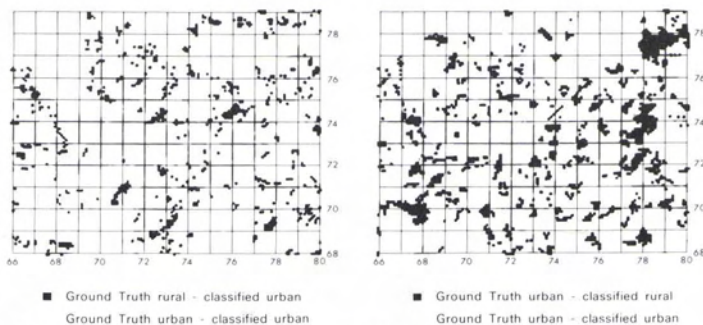 78
76
74
72
70
68
66 68 70 72 74 76 78 80
■ Ground Truth rural - classified urban
Ground Truth urban - classified urban
78
76
74
72
70
68
66 68 70 72 74 76 78 80
■ Ground Truth urban - classified rural
Ground Truth urban - classified urban